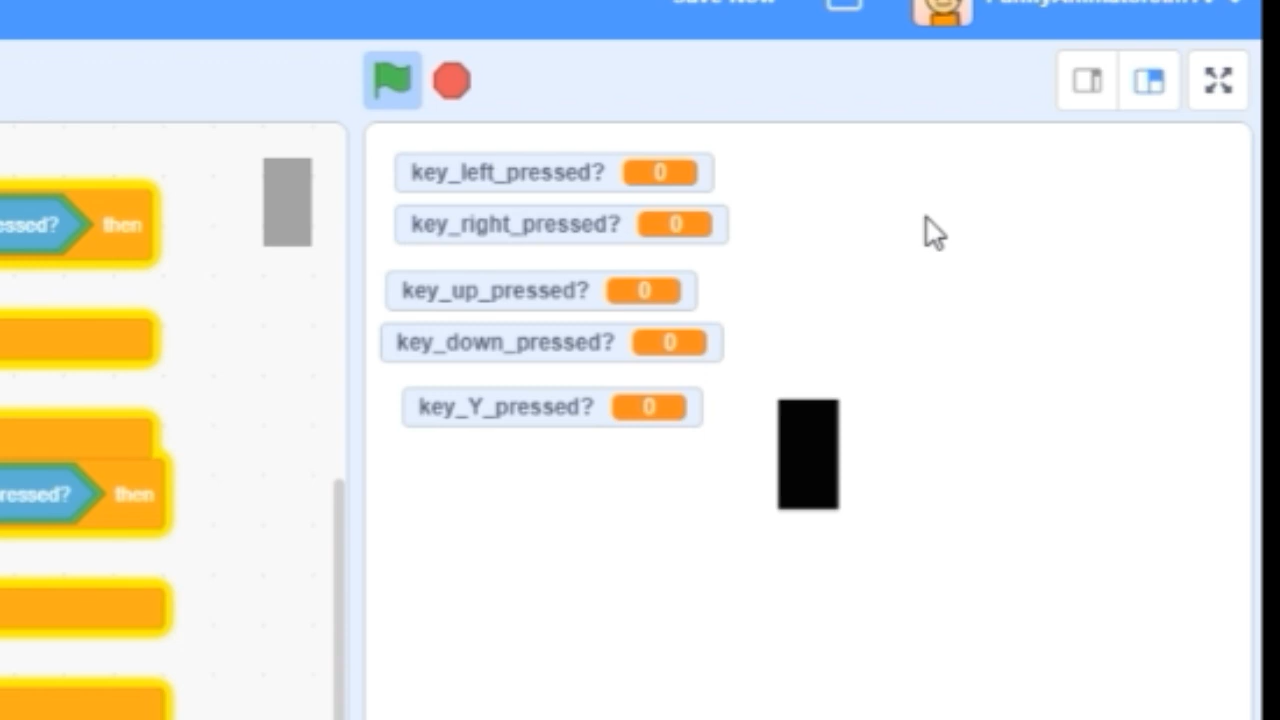 key_left_pressed? 0
key_right_pressed? 0
key_up_pressed? 0
key_down_pressed? 0
key_Y_pressed? 0
essed? then
ressed? then